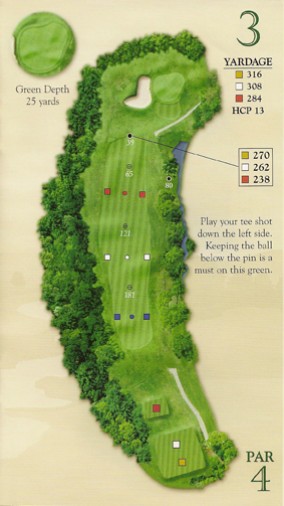 3
YARDAGE
316
308
284
HCP 13
Green Depth
25 yards
35
65
80
270
262
238
121
Play your tee shot
down the left side.
Keeping the ball
below the pin is a
must on this green.
182
PAR
4